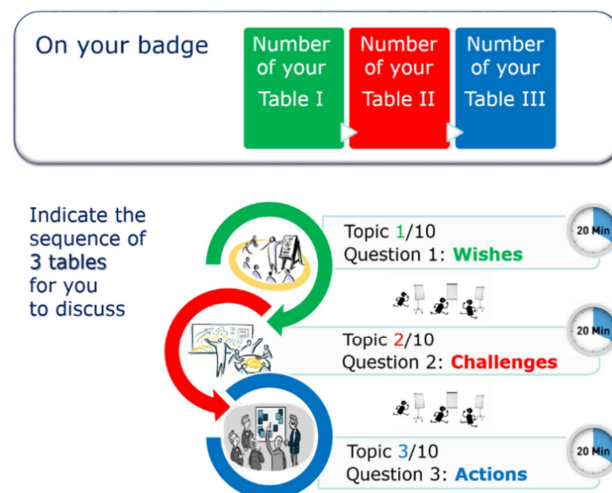 On your badge
Number
of your
Table I
Number
of your
Table II
Number
of your
Table III
Indicate the
sequence of
3 tables
for you
to discuss
Topic 1/10
Question 1: Wishes
20 Min
Topic 2/10
Question 2: Challenges
20 Min
Topic 3/10
Question 3: Actions
20 Min